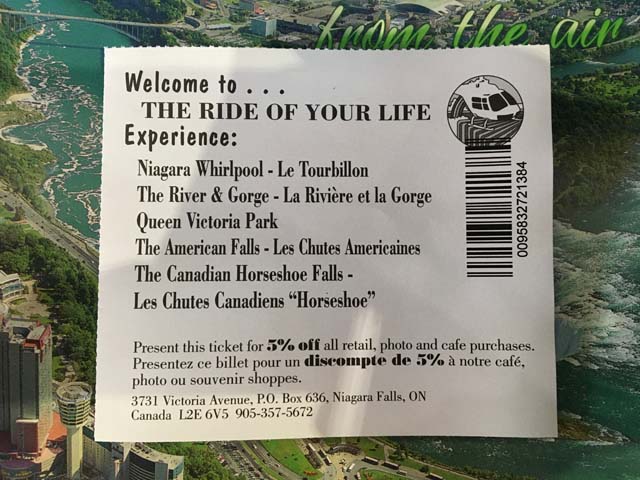 from the air
Welcome to . . .
THE RIDE OF YOUR LIFE
Experience:
Niagara Whirlpool - Le Tourbillon
The River & Gorge - La Rivière et la Gorge
Queen Victoria Park
The American Falls - Les Chutes Americaines
The Canadian Horseshoe Falls -
Les Chutes Canadiens "Horseshoe"
0095832721384
Present this ticket for 5% off all retail, photo and cafe purchases.
Presentez ce billet pour un discompte de 5% à notre café,
photo ou souvenir shoppes.
3731 Victoria Avenue, P.O. Box 636, Niagara Falls, ON
Canada L2E 6V5 905-357-5672